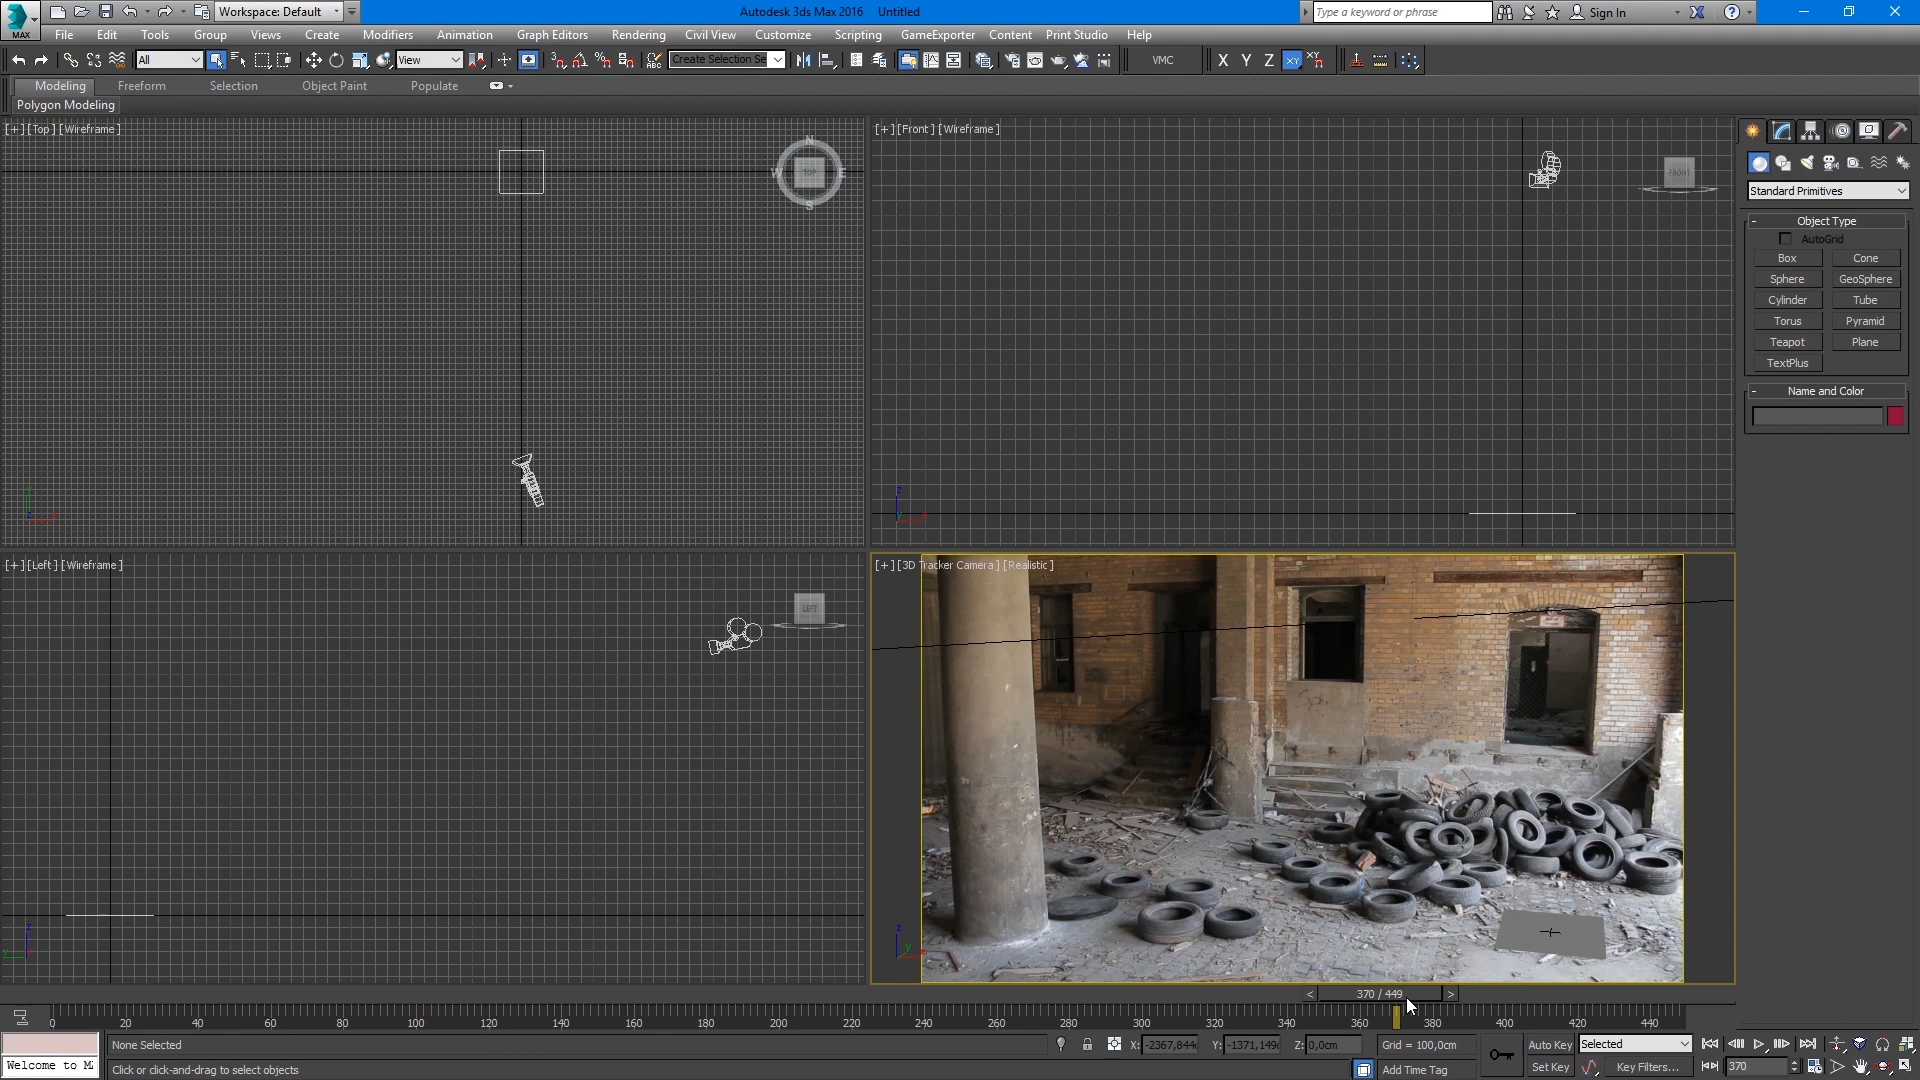 Workspace: Default
Autodesk 3ds Max 2016 Untitled
Type a keyword or phrase
Sign In
MAX
File Edit Tools Group Views Create Modifiers Animation Graph Editors Rendering Civil View Customize Scripting GameExporter Content Print Studio Help
All View Create Selection Se VMC X Y Z XY XY
Modeling Freeform Selection Object Paint Populate
Polygon Modeling
[+] [Top] [Wireframe]
N
W TOP E
S
[+] [Front] [Wireframe]
FRONT
Standard Primitives
- Object Type
AutoGrid
Box Cone
Sphere GeoSphere
Cylinder Tube
Torus Pyramid
Teapot Plane
TextPlus
- Name and Color
[+] [Left] [Wireframe]
LEFT
[+] [3D Tracker Camera] [Realistic]
< 370 / 449 >
0 20 40 60 80 100 120 140 160 180 200 220 240 260 280 300 320 340 360 380 400 420 440
None Selected
X: -2367,844 Y: -1371,149 Z: 0,0cm Grid = 100,0cm
Auto Key Selected
Welcome to M
Click or click-and-drag to select objects
Add Time Tag
Set Key Key Filters... 370